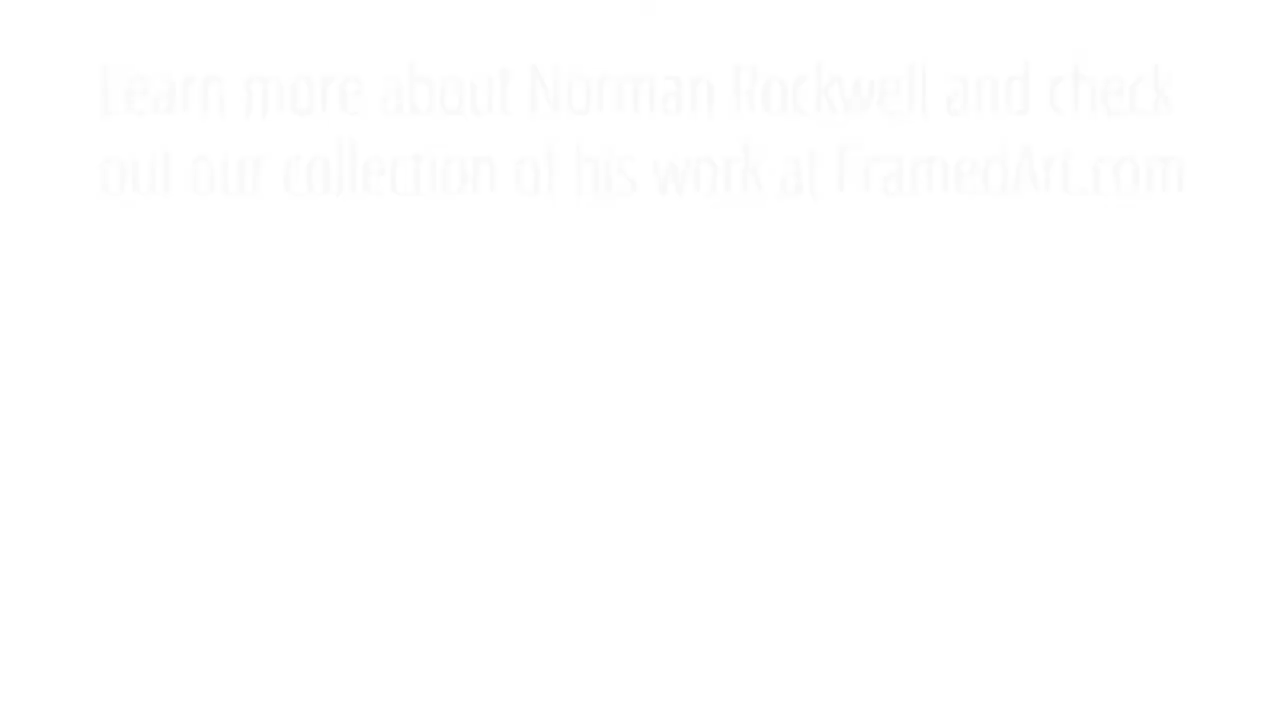 Learn more about Norman Rockwell and check
out our collection of his work at FramedArt.com